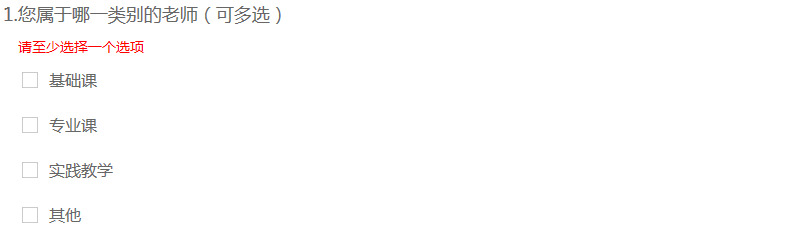 1.您属于哪一类别的老师（可多选）
请至少选择一个选项
基础课
专业课
实践教学
其他